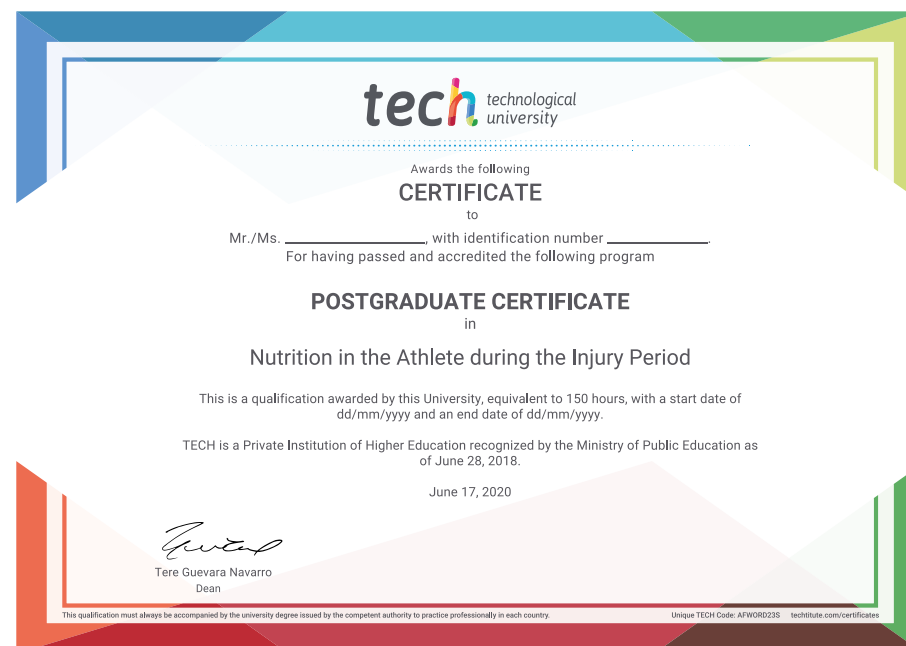 tech technological
university
Awards the following
CERTIFICATE
to
Mr./Ms. ____________________, with identification number ______________.
For having passed and accredited the following program
POSTGRADUATE CERTIFICATE
in
Nutrition in the Athlete during the Injury Period
This is a qualification awarded by this University, equivalent to 150 hours, with a start date of
dd/mm/yyyy and an end date of dd/mm/yyyy.
TECH is a Private Institution of Higher Education recognized by the Ministry of Public Education as
of June 28, 2018.
June 17, 2020
Tere Guevara Navarro
Dean
This qualification must always be accompanied by the university degree issued by the competent authority to practice professionally in each country.
Unique TECH Code: AFWORD23S techtitute.com/certificates